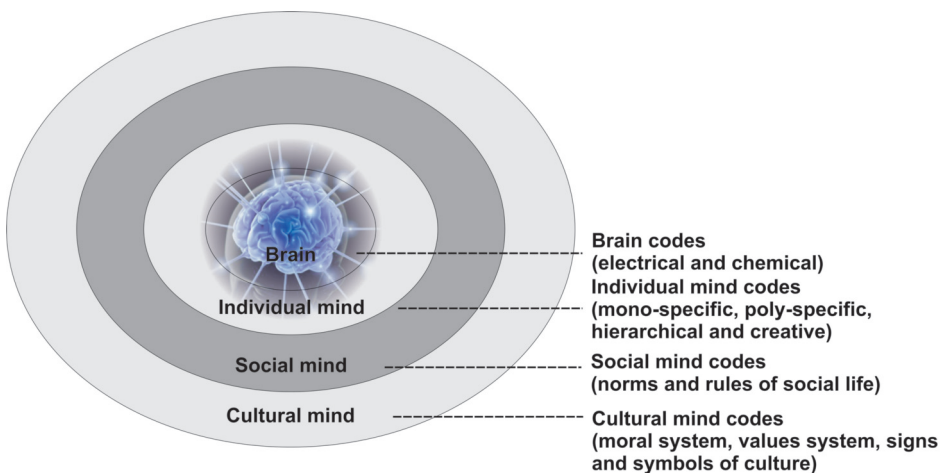 Brain
Individual mind
Social mind
Cultural mind
Brain codes
(electrical and chemical)
Individual mind codes
(mono-specific, poly-specific,
hierarchical and creative)
Social mind codes
(norms and rules of social life)
Cultural mind codes
(moral system, values system, signs
and symbols of culture)